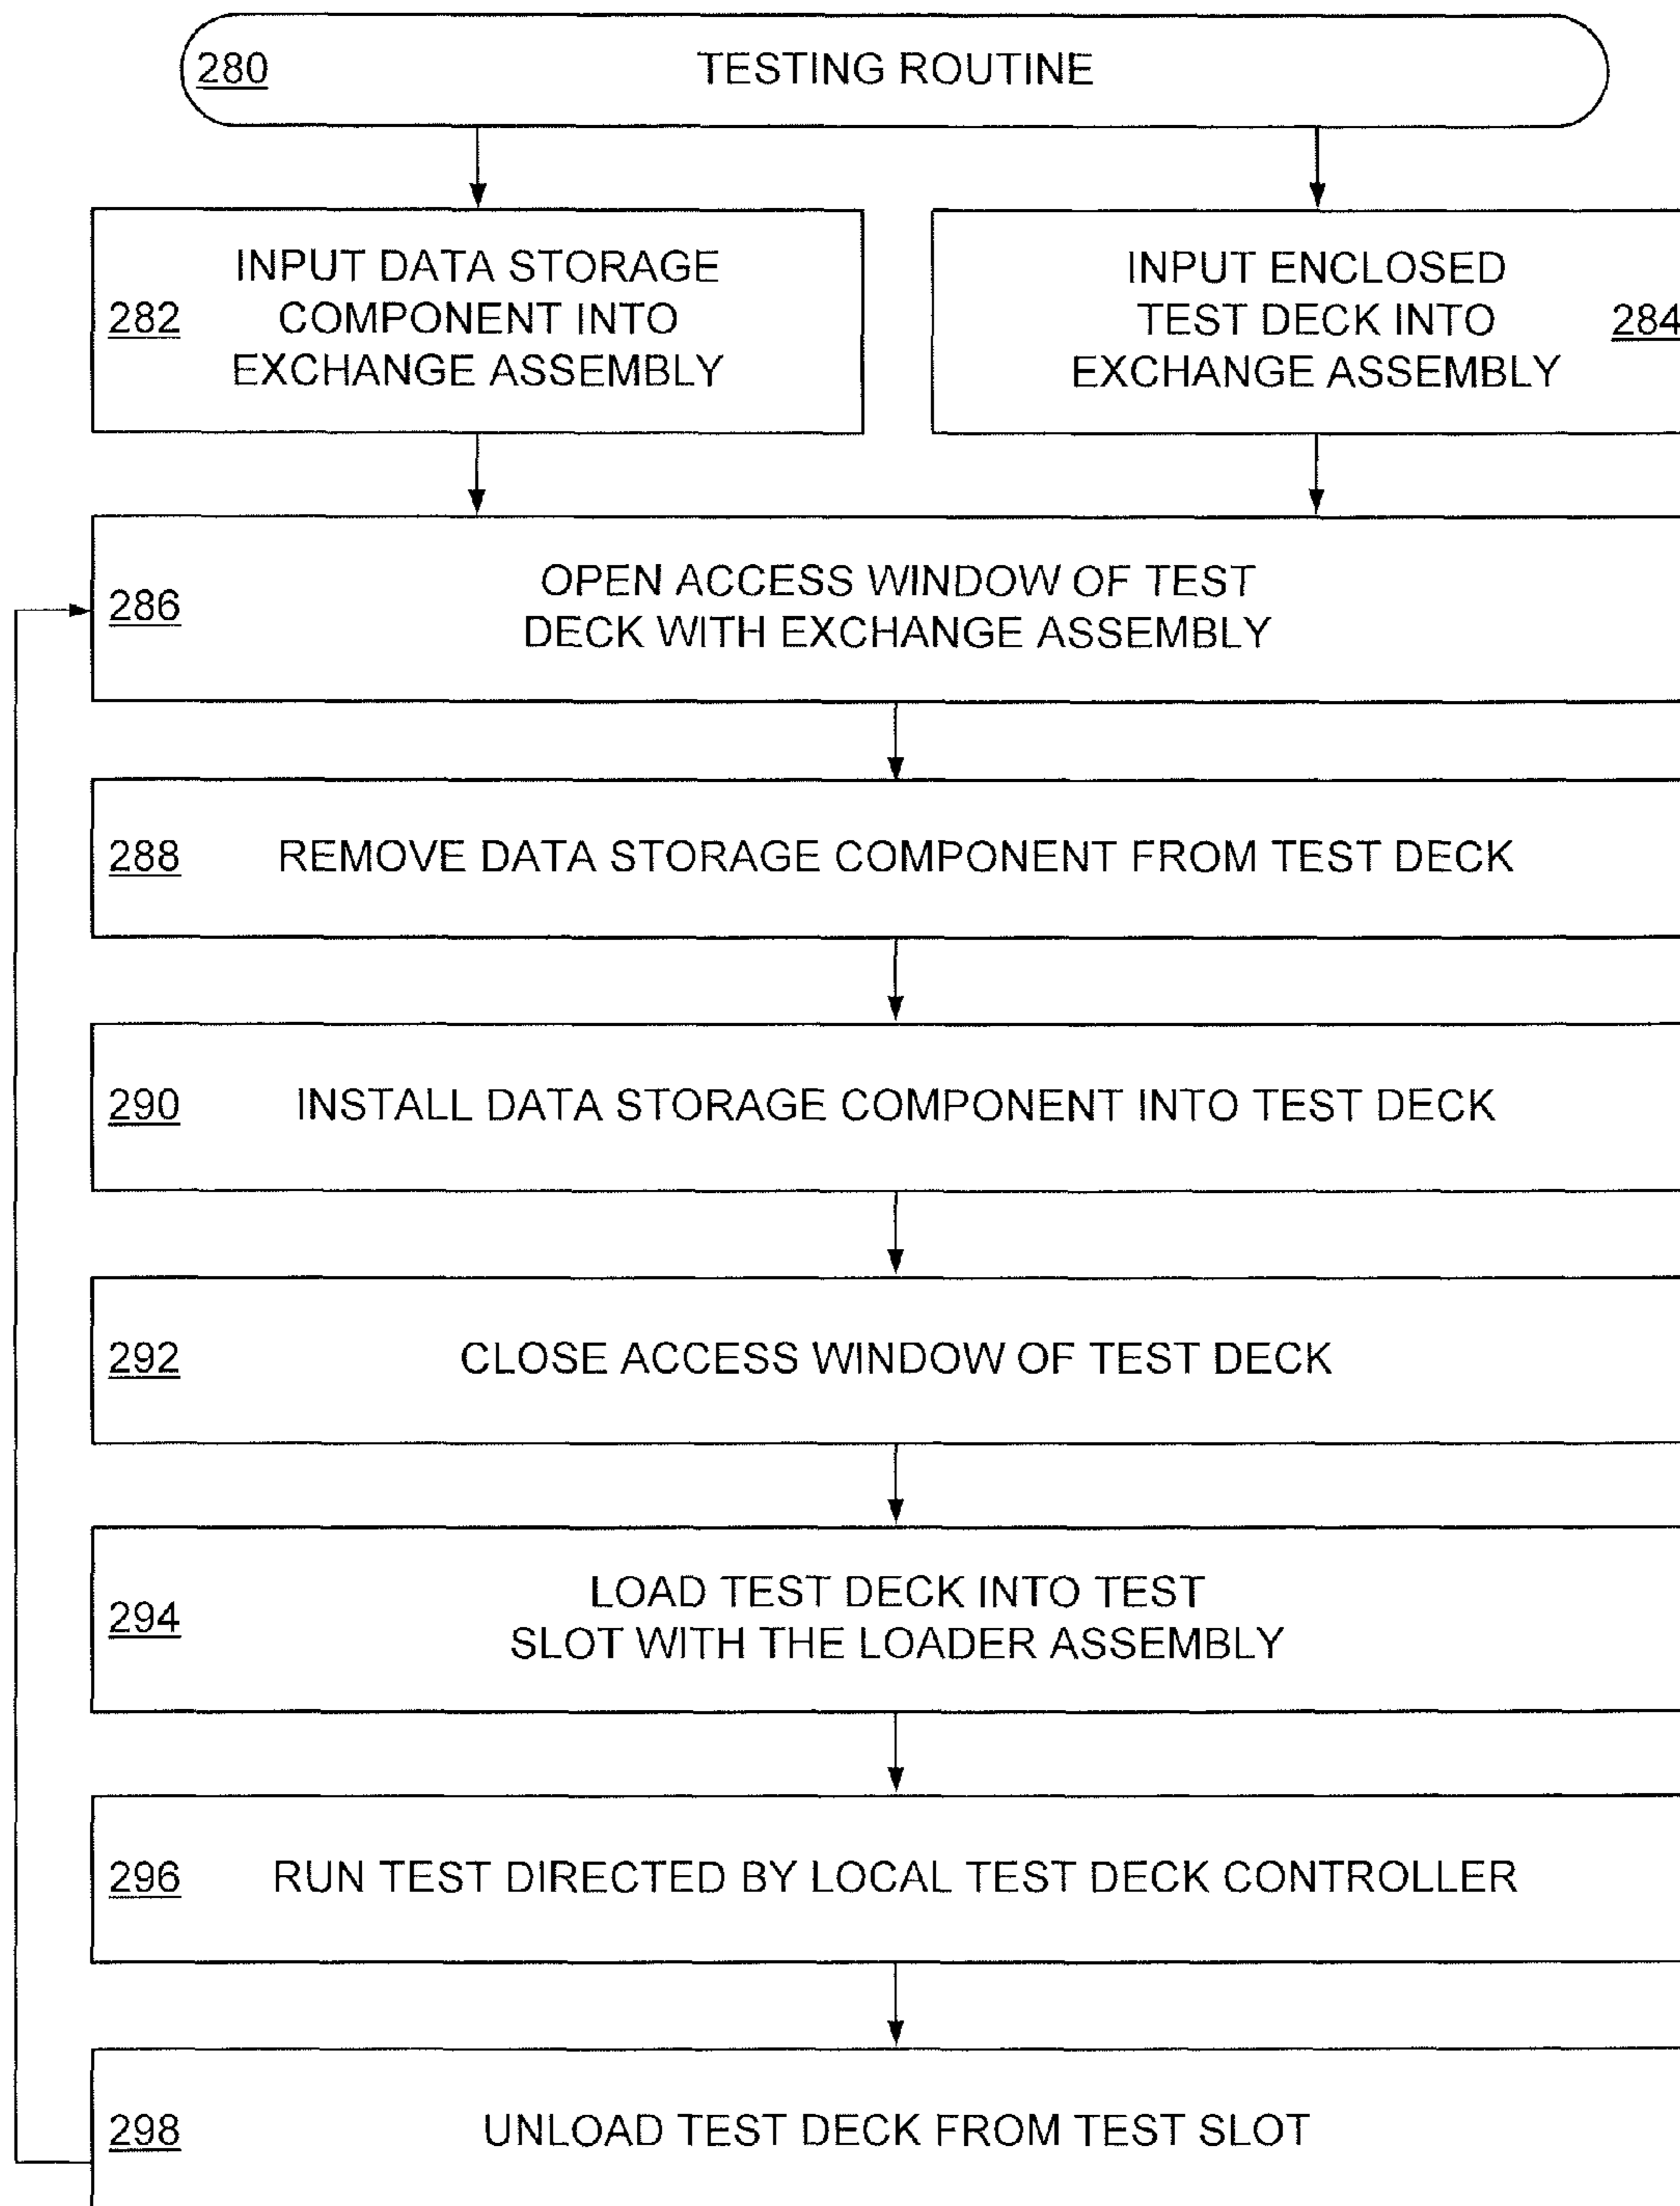 280 TESTING ROUTINE
282 INPUT DATA STORAGE
COMPONENT INTO
EXCHANGE ASSEMBLY
INPUT ENCLOSED
TEST DECK INTO
EXCHANGE ASSEMBLY
284
286 OPEN ACCESS WINDOW OF TEST
DECK WITH EXCHANGE ASSEMBLY
288 REMOVE DATA STORAGE COMPONENT FROM TEST DECK
290 INSTALL DATA STORAGE COMPONENT INTO TEST DECK
292 CLOSE ACCESS WINDOW OF TEST DECK
294 LOAD TEST DECK INTO TEST
SLOT WITH THE LOADER ASSEMBLY
296 RUN TEST DIRECTED BY LOCAL TEST DECK CONTROLLER
298 UNLOAD TEST DECK FROM TEST SLOT